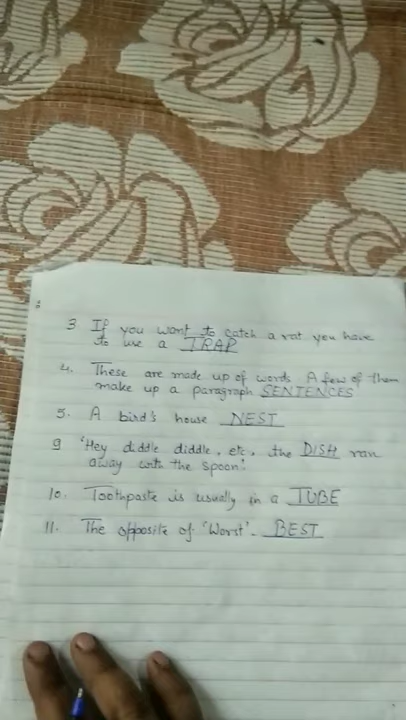 3 If you want to catch a rat you have
to use a TRAP
4. These are made up of words. A few of them
make up a paragraph SENTENCES
5. A bird's house NEST
9 'Hey diddle diddle, etc, the DISH ran
away with the spoon'.
10. Toothpaste is usually in a TUBE
11. The opposite of 'Worst'. BEST